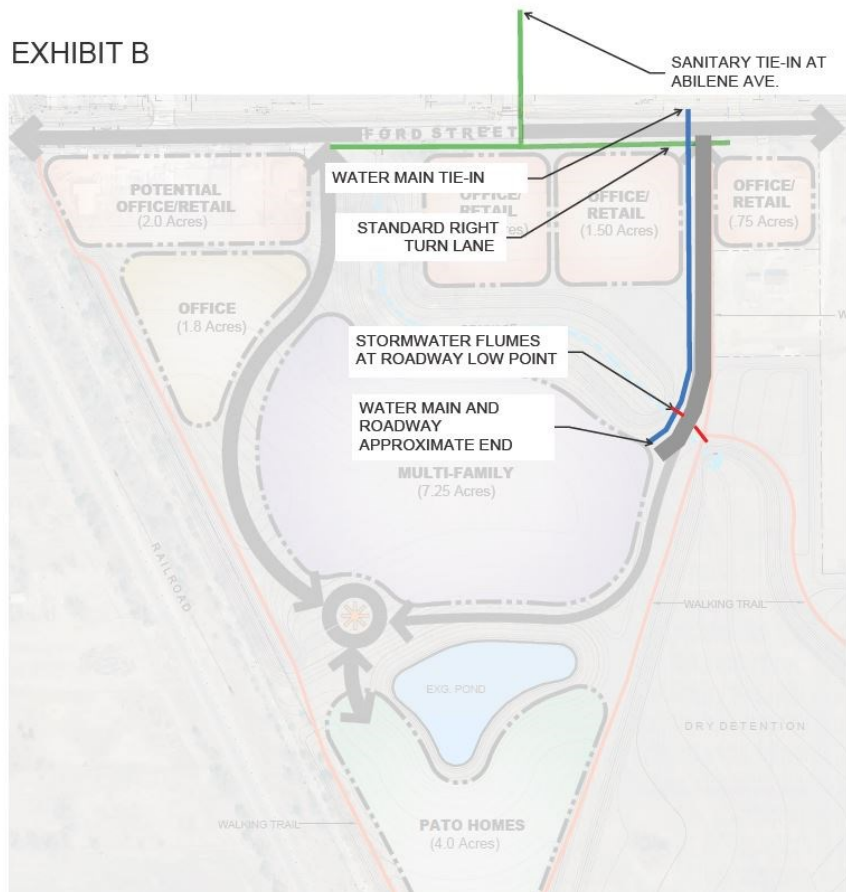 EXHIBIT B
SANITARY TIE-IN AT
ABILENE AVE.
FORD STREET
WATER MAIN TIE-IN
POTENTIAL
OFFICE/RETAIL
(2.0 Acres)
OFFICE/
RETAIL
OFFICE/
RETAIL
(1.50 Acres)
OFFICE/
RETAIL
(.75 Acres)
STANDARD RIGHT
TURN LANE
OFFICE
(1.8 Acres)
STORMWATER FLUMES
AT ROADWAY LOW POINT
WATER MAIN AND
ROADWAY
APPROXIMATE END
MULTI-FAMILY
(7.25 Acres)
RAILROAD
WALKING TRAIL
EXG. POND
DRY DETENTION
WALKING TRAIL
PATO HOMES
(4.0 Acres)